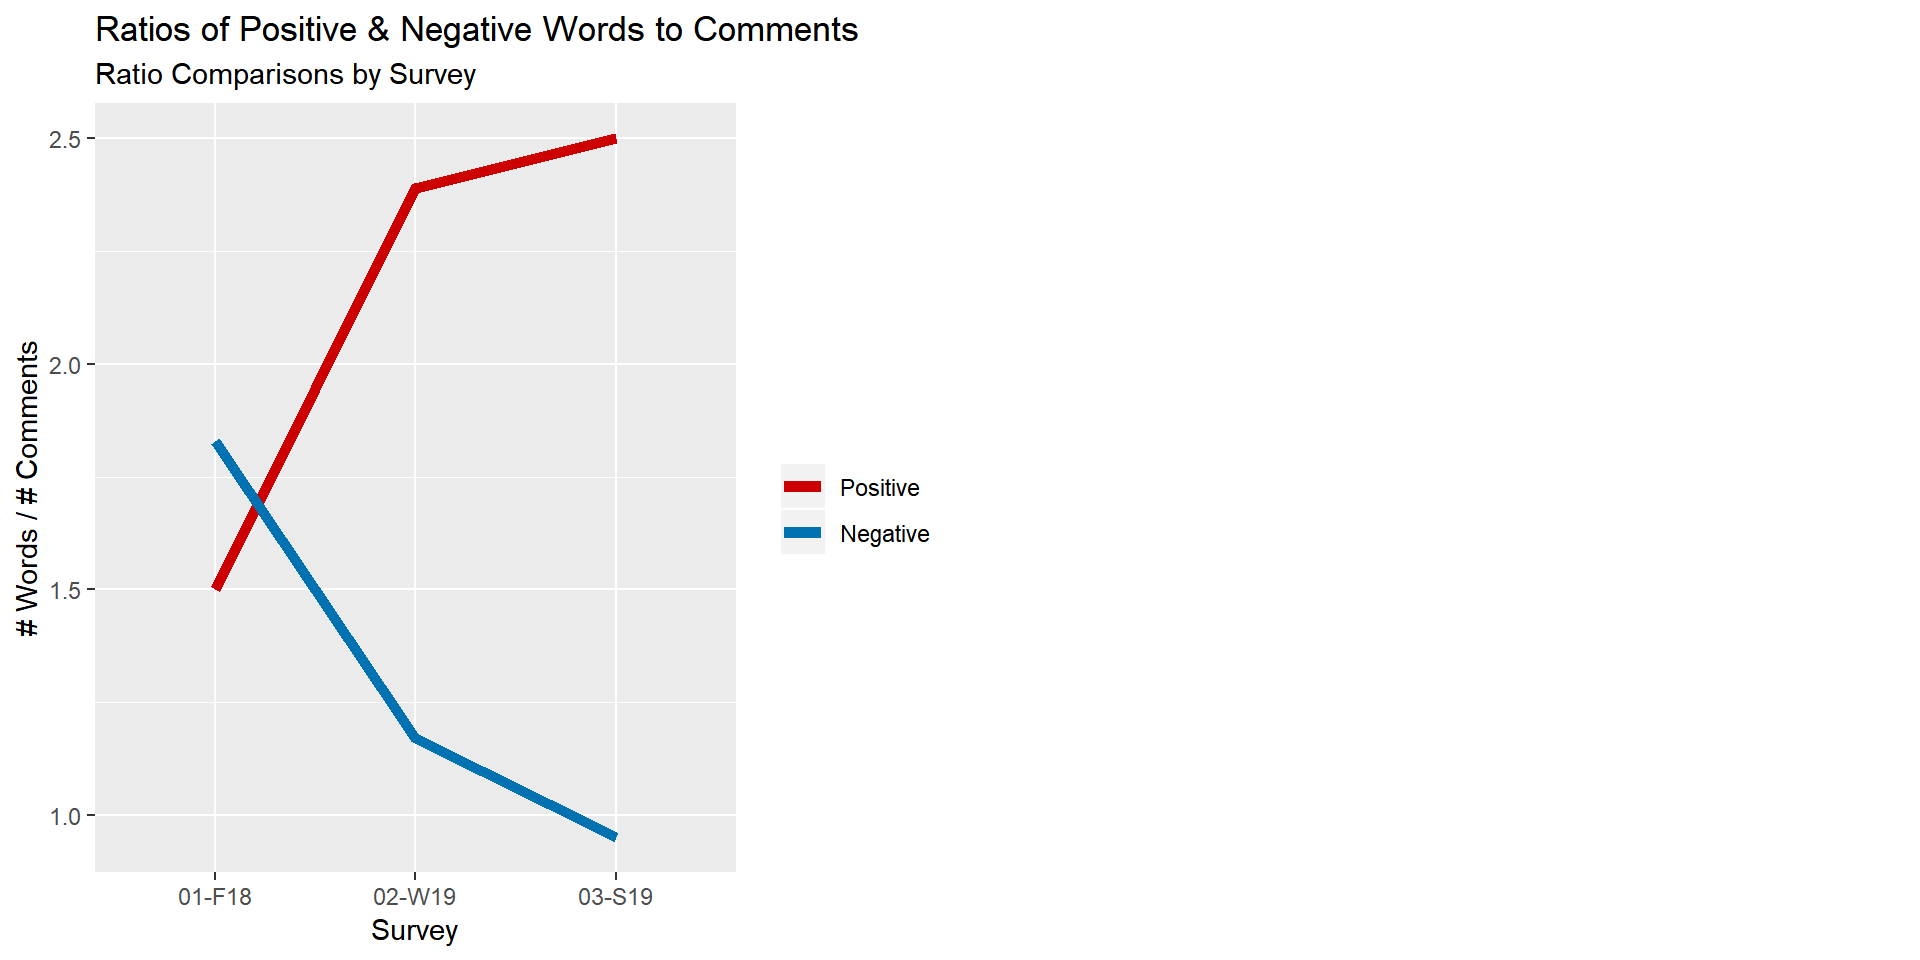 Ratios of Positive & Negative Words to Comments
Ratio Comparisons by Survey
# Words / # Comments
2.5
2.0
1.5
1.0
01-F18 02-W19 03-S19
Survey
Positive
Negative